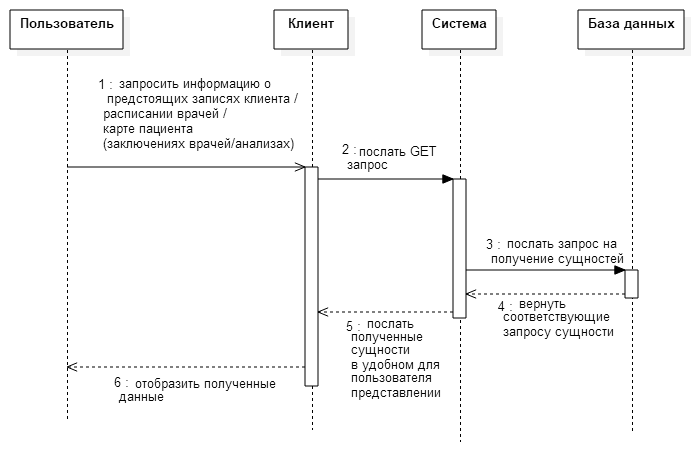 Пользователь
Клиент
Система
База данных
1 : запросить информацию о
предстоящих записях клиента /
расписании врачей /
карте пациента
(заключениях врачей/анализах)
2 : послать GET
запрос
3 : послать запрос на
получение сущностей
4 : вернуть
соответствующие
запросу сущности
5 : послать
полученные
сущности
в удобном для
пользователя
представлении
6 : отобразить полученные
данные